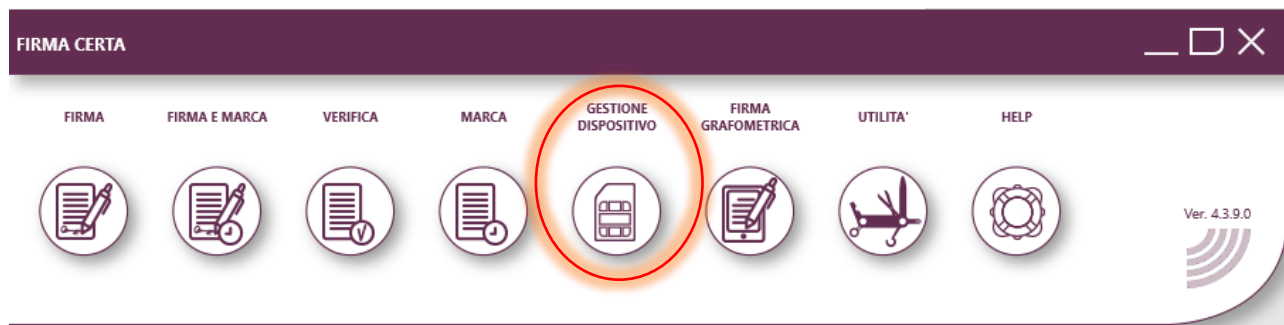 FIRMA CERTA
FIRMA
FIRMA E MARCA
VERIFICA
MARCA
GESTIONE
DISPOSITIVO
FIRMA
GRAFOMETRICA
UTILITA'
HELP
Ver. 4.3.9.0